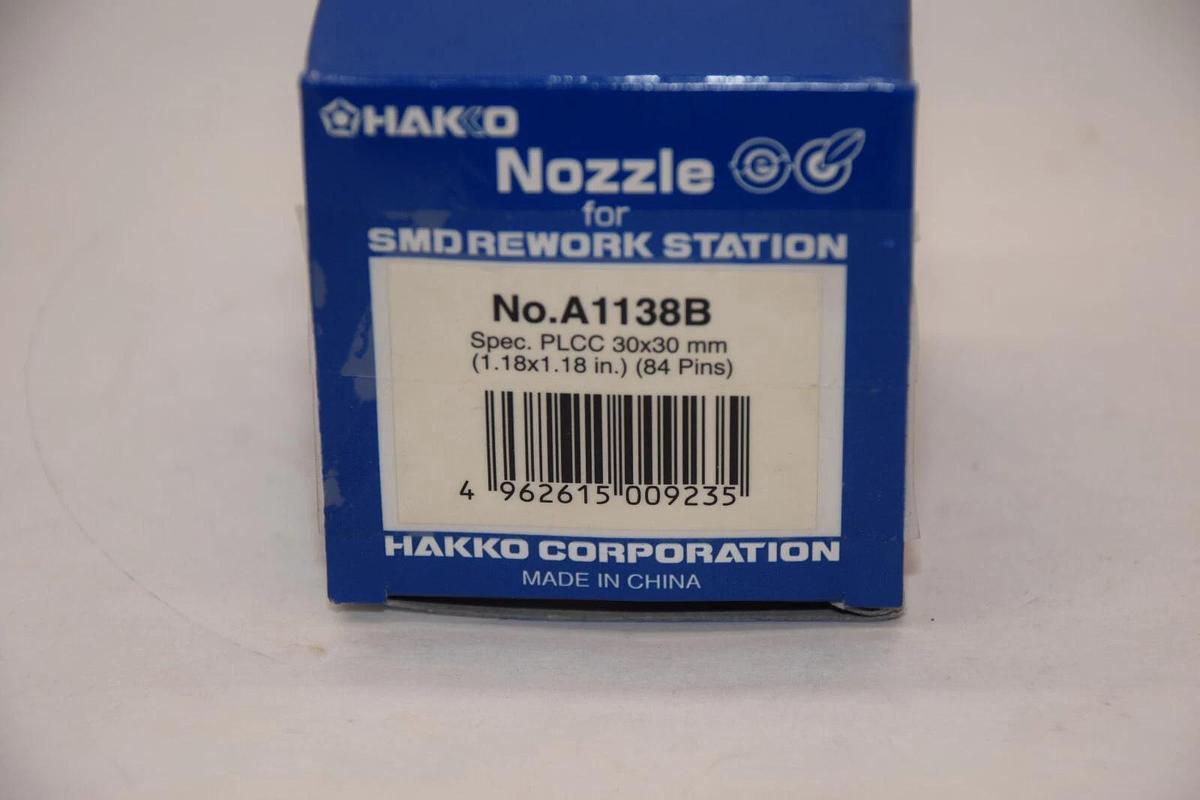 HAKKO
Nozzle
for
SMD REWORK STATION
No.A1138B
Spec. PLCC 30x30 mm
(1.18x1.18 in.) (84 Pins)
4 962615 009235
HAKKO CORPORATION
MADE IN CHINA